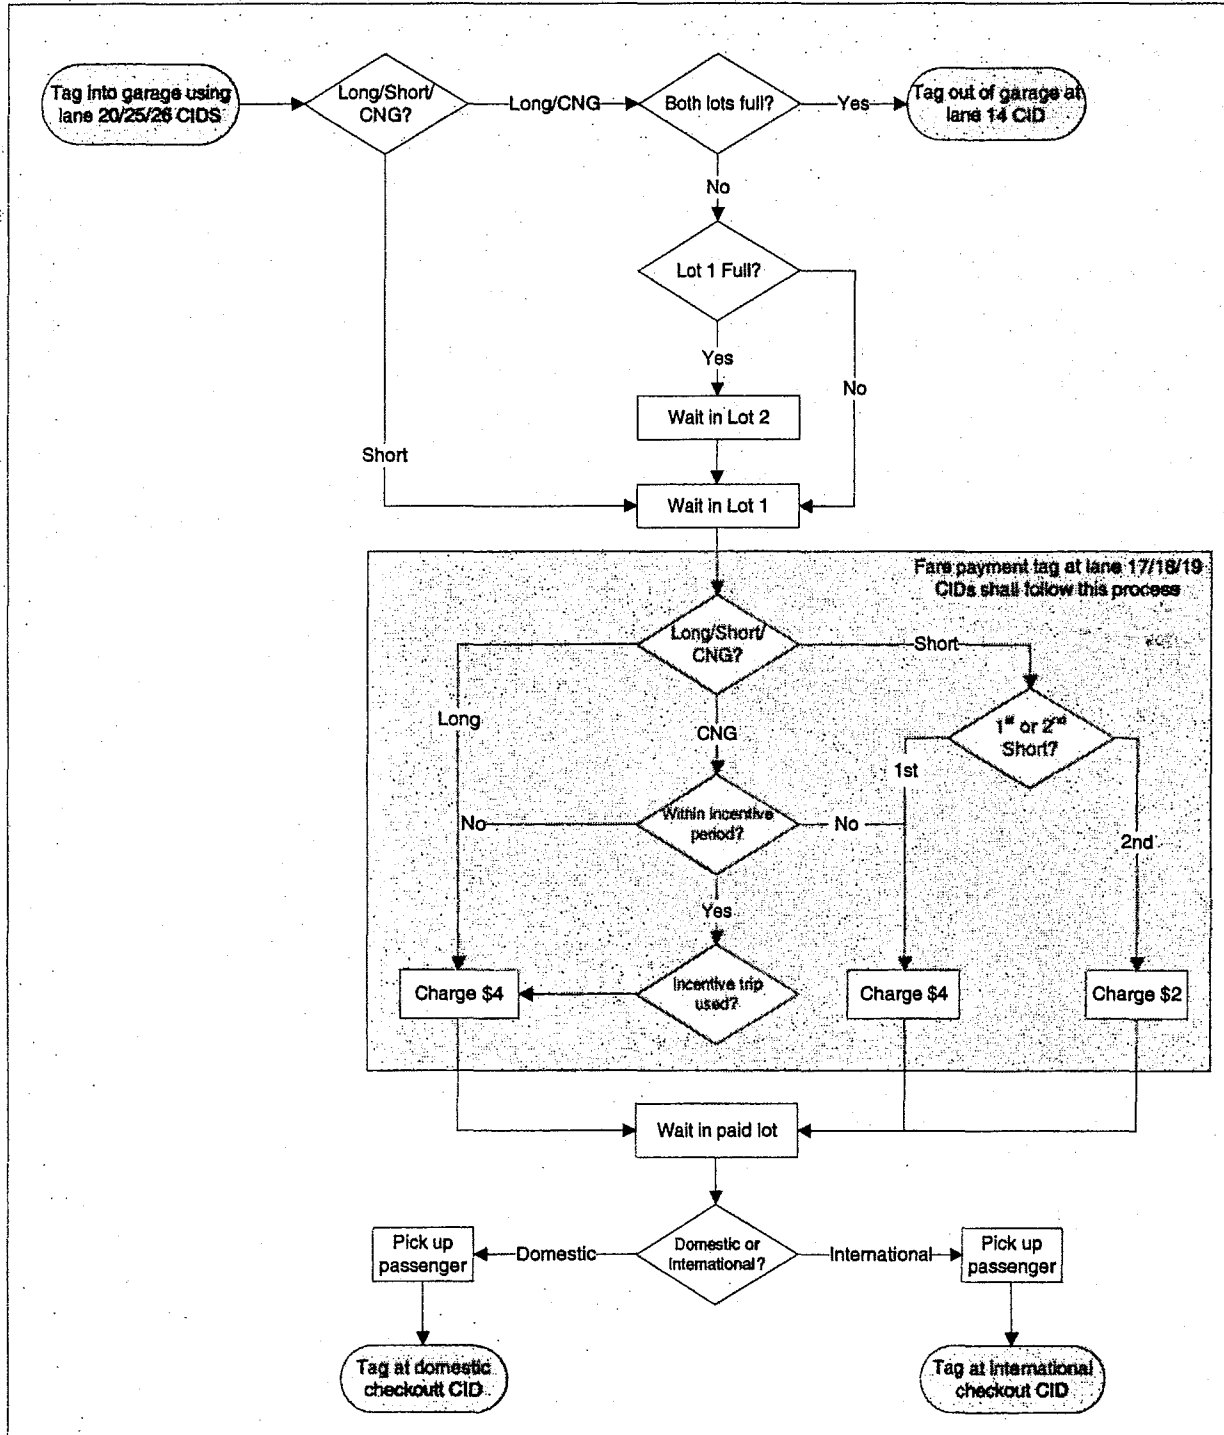 Tag into garage using
lane 20/25/26 CIDS
Long/Short/
CNG?
Long/CNG
Both lots full?
Yes
Tag out of garage at
lane 14 CID
No
Lot 1 Full?
Yes
No
Wait in Lot 2
Short
Wait in Lot 1
Fare payment tag at lane 17/18/19
CIDs shall follow this process
Long/Short/
CNG?
Short
Long
CNG
1st or 2nd
Short?
1st
Within incentive
period?
No
No
2nd
Yes
Incentive trip
used?
Charge $4
Charge $4
Charge $2
Wait in paid lot
Domestic or
International?
Domestic
International
Pick up
passenger
Pick up
passenger
Tag at domestic
checkoutt CID
Tag at international
checkout CID